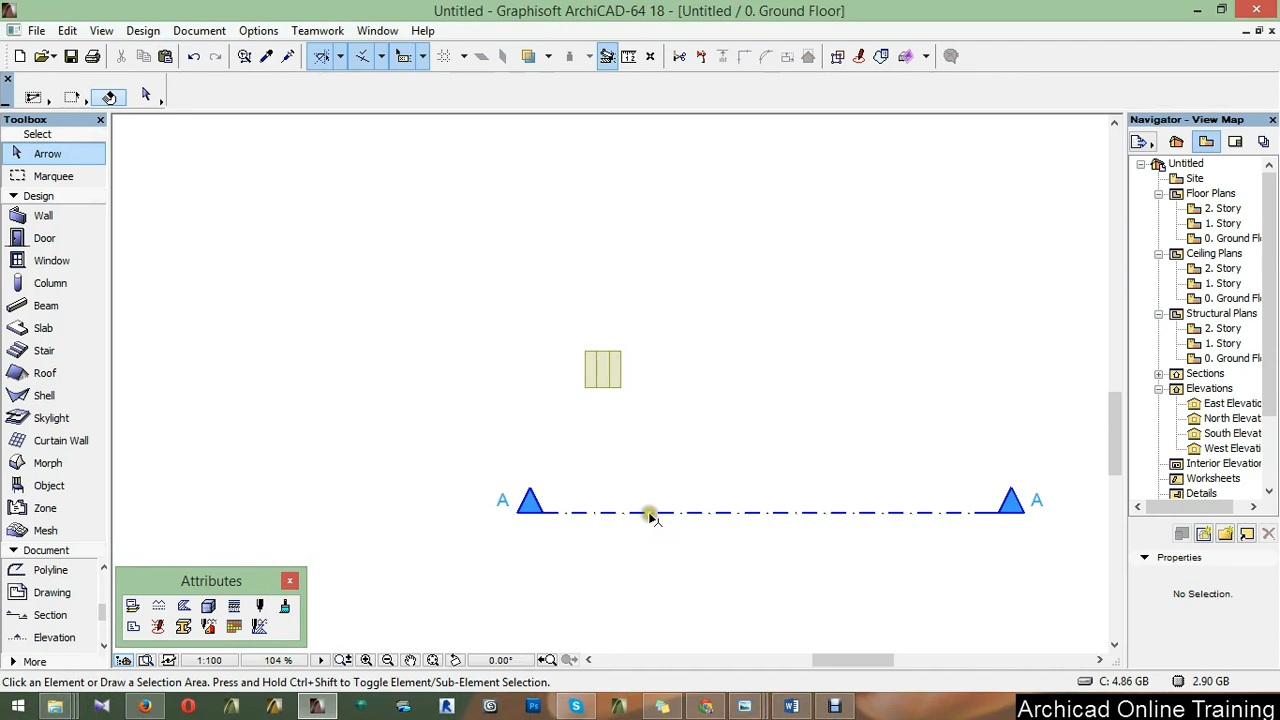 Untitled - Graphisoft ArchiCAD-64 18 - [Untitled / 0. Ground Floor]
File Edit View Design Document Options Teamwork Window Help
Toolbox
Select
Arrow
Marquee
Design
Wall
Door
Window
Column
Beam
Slab
Stair
Roof
Shell
Skylight
Curtain Wall
Morph
Object
Zone
Mesh
Document
Polyline
Drawing
Section
Elevation
More
A
A
Attributes
1:100
104 %
0.00°
Navigator - View Map
Untitled
Site
Floor Plans
2. Story
1. Story
0. Ground Fl
Ceiling Plans
2. Story
1. Story
0. Ground Fl
Structural Plans
2. Story
1. Story
0. Ground Fl
Sections
Elevations
East Elevatio
North Elevat
South Elevat
West Elevati
Interior Elevation
Worksheets
Details
Properties
No Selection.
Click an Element or Draw a Selection Area. Press and Hold Ctrl+Shift to Toggle Element/Sub-Element Selection.
C: 4.86 GB
2.90 GB
Archicad Online Training